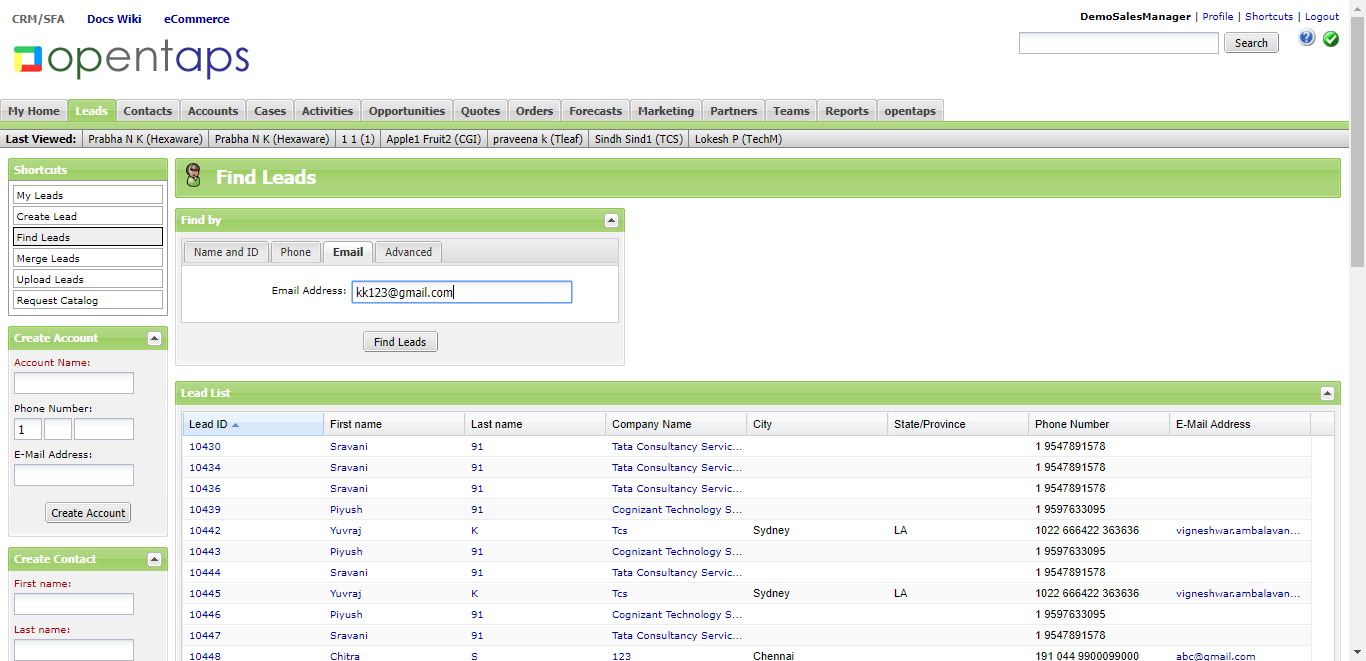 CRM/SFA Docs Wiki eCommerce
DemoSalesManager | Profile | Shortcuts | Logout
opentaps
Search
My Home Leads Contacts Accounts Cases Activities Opportunities Quotes Orders Forecasts Marketing Partners Teams Reports opentaps
Last Viewed: Prabha N K (Hexaware) Prabha N K (Hexaware) 1 1 (1) Apple1 Fruit2 (CGI) praveena k (Tleaf) Sindh Sind1 (TCS) Lokesh P (TechM)
Shortcuts
My Leads
Create Lead
Find Leads
Merge Leads
Upload Leads
Request Catalog
Create Account
Account Name:
Phone Number:
1
E-Mail Address:
Create Account
Create Contact
First name:
Last name:
Find Leads
Find by
Name and ID Phone Email Advanced
Email Address: kk123@gmail.com
Find Leads
Lead List
Lead ID First name Last name Company Name City State/Province Phone Number E-Mail Address
10430 Sravani 91 Tata Consultancy Servic... 1 9547891578
10434 Sravani 91 Tata Consultancy Servic... 1 9547891578
10436 Sravani 91 Tata Consultancy Servic... 1 9547891578
10439 Piyush 91 Cognizant Technology S... 1 9597633095
10442 Yuvraj K Tcs Sydney LA 1022 666422 363636 vigneshwar.ambalavan...
10443 Piyush 91 Cognizant Technology S... 1 9597633095
10444 Sravani 91 Tata Consultancy Servic... 1 9547891578
10445 Yuvraj K Tcs Sydney LA 1022 666422 363636 vigneshwar.ambalavan...
10446 Piyush 91 Cognizant Technology S... 1 9597633095
10447 Sravani 91 Tata Consultancy Servic... 1 9547891578
10448 Chitra S 123 Chennai 191 044 9900099000 abc@gmail.com